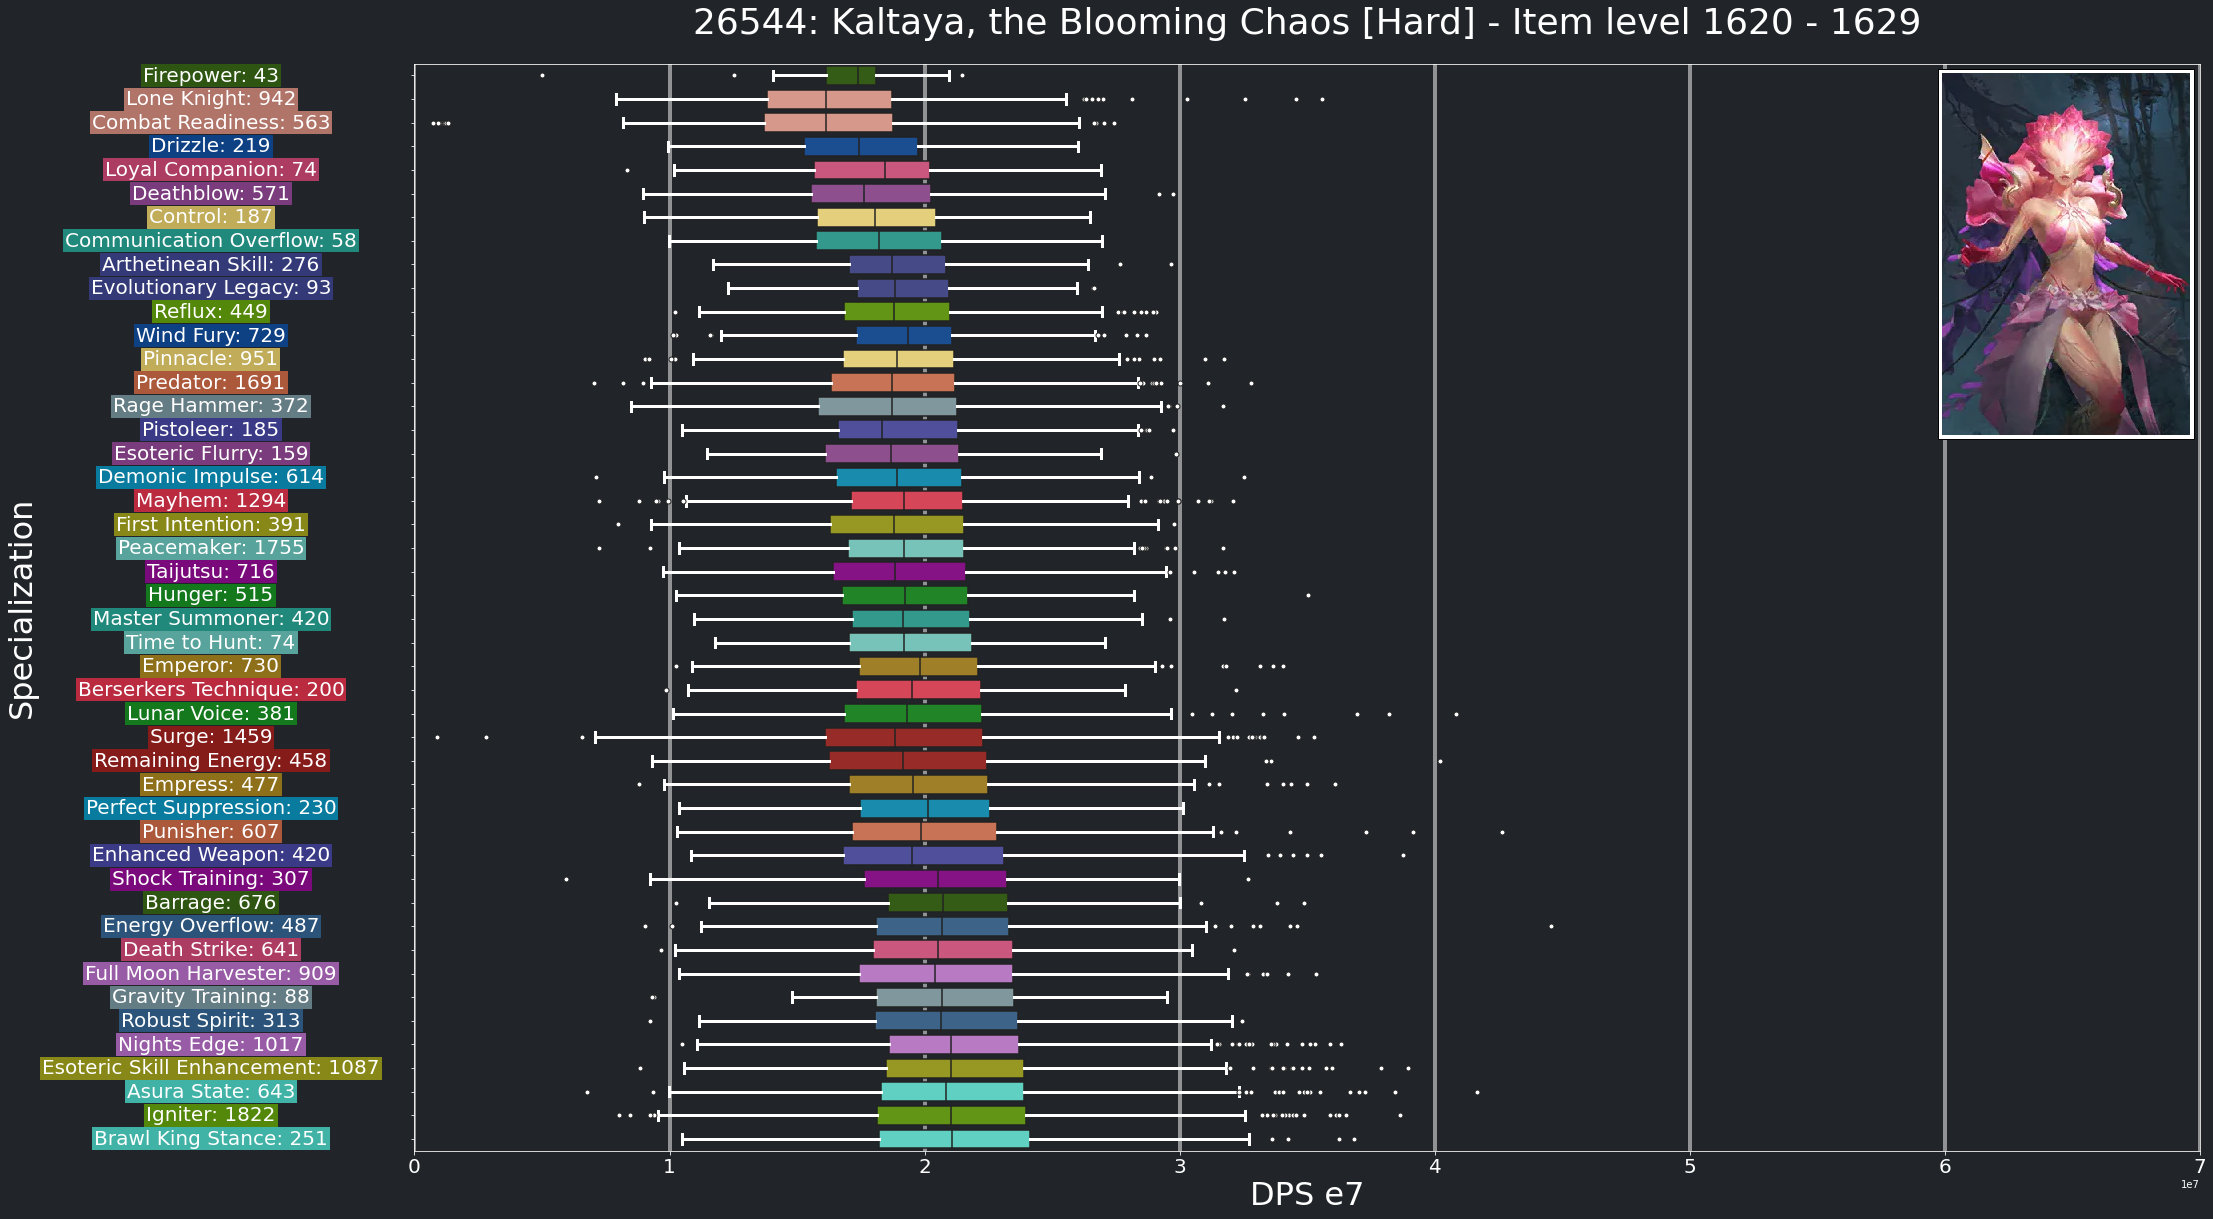 26544: Kaltaya, the Blooming Chaos [Hard] - Item level 1620 - 1629
Specialization
Firepower: 43
Lone Knight: 942
Combat Readiness: 563
Drizzle: 219
Loyal Companion: 74
Deathblow: 571
Control: 187
Communication Overflow: 58
Arthetinean Skill: 276
Evolutionary Legacy: 93
Reflux: 449
Wind Fury: 729
Pinnacle: 951
Predator: 1691
Rage Hammer: 372
Pistoleer: 185
Esoteric Flurry: 159
Demonic Impulse: 614
Mayhem: 1294
First Intention: 391
Peacemaker: 1755
Taijutsu: 716
Hunger: 515
Master Summoner: 420
Time to Hunt: 74
Emperor: 730
Berserkers Technique: 200
Lunar Voice: 381
Surge: 1459
Remaining Energy: 458
Empress: 477
Perfect Suppression: 230
Punisher: 607
Enhanced Weapon: 420
Shock Training: 307
Barrage: 676
Energy Overflow: 487
Death Strike: 641
Full Moon Harvester: 909
Gravity Training: 88
Robust Spirit: 313
Nights Edge: 1017
Esoteric Skill Enhancement: 1087
Asura State: 643
Igniter: 1822
Brawl King Stance: 251
0 1 2 3 4 5 6 7
1e7
DPS e7